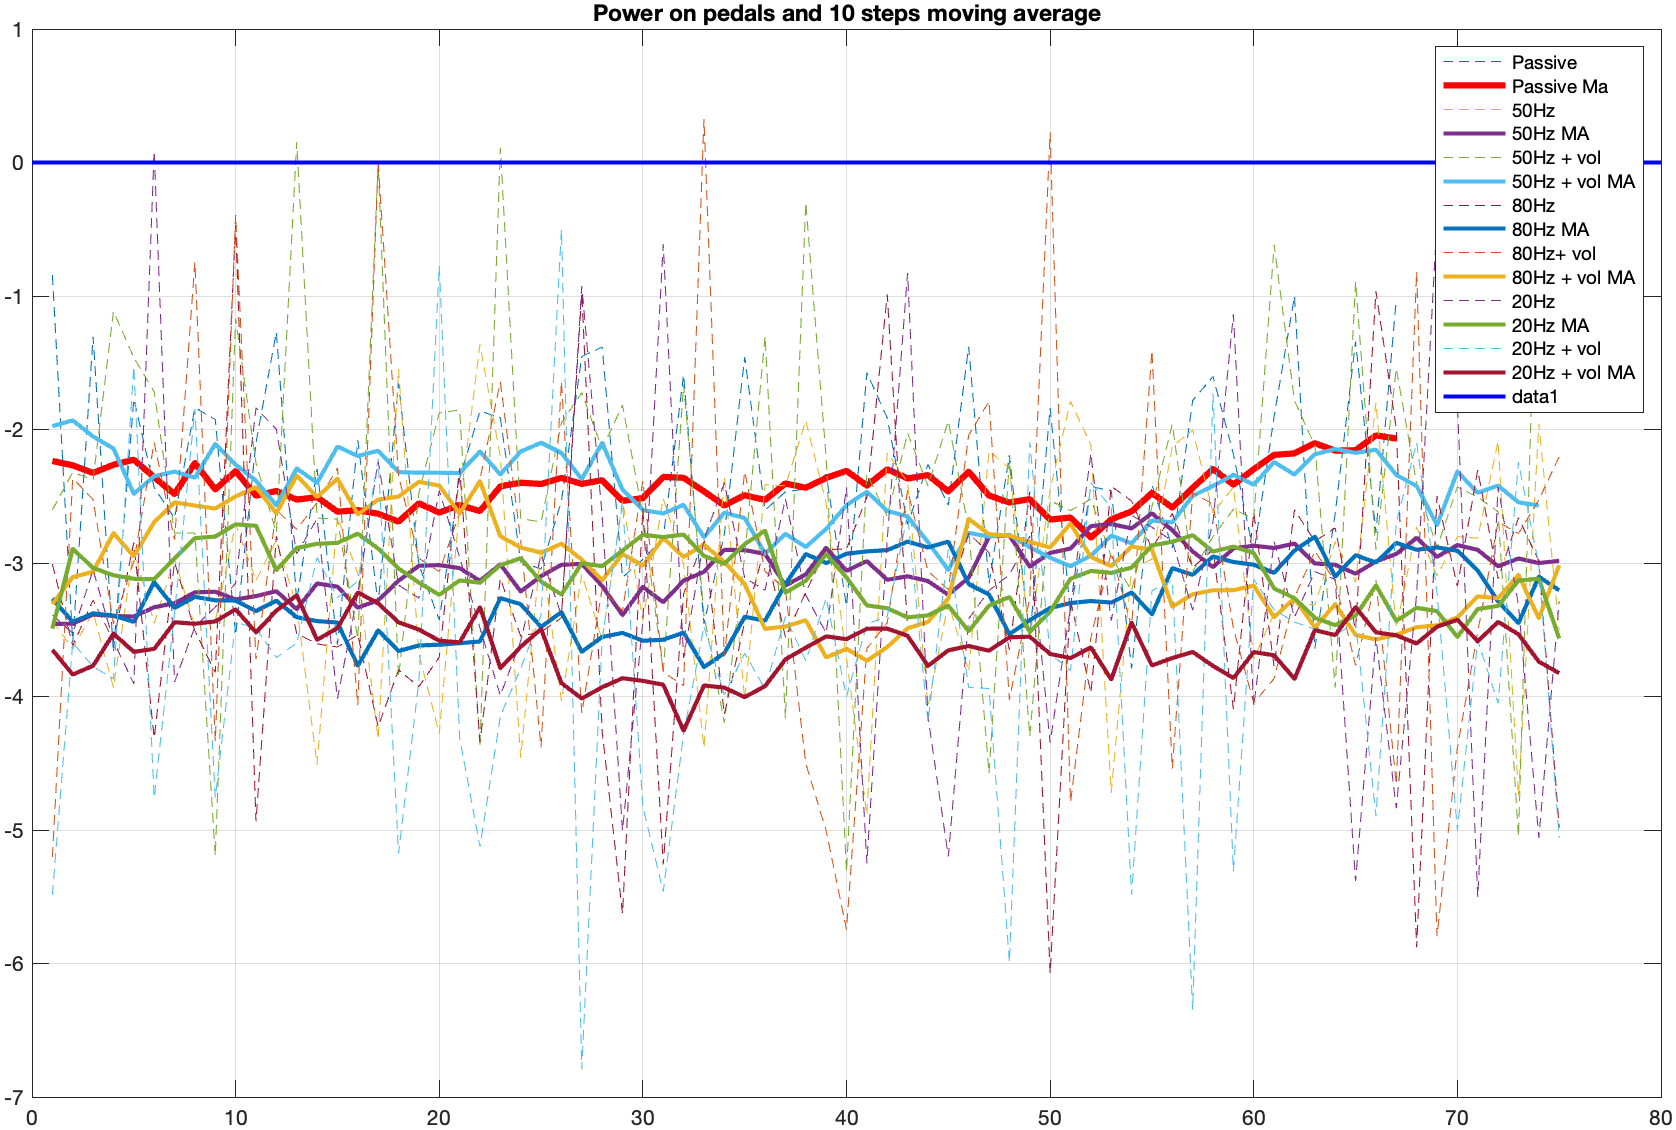 Power on pedals and 10 steps moving average
1
0
-1
-2
-3
-4
-5
-6
-7
0 10 20 30 40 50 60 70 80
Passive
Passive Ma
50Hz
50Hz MA
50Hz + vol
50Hz + vol MA
80Hz
80Hz MA
80Hz+ vol
80Hz + vol MA
20Hz
20Hz MA
20Hz + vol
20Hz + vol MA
data1